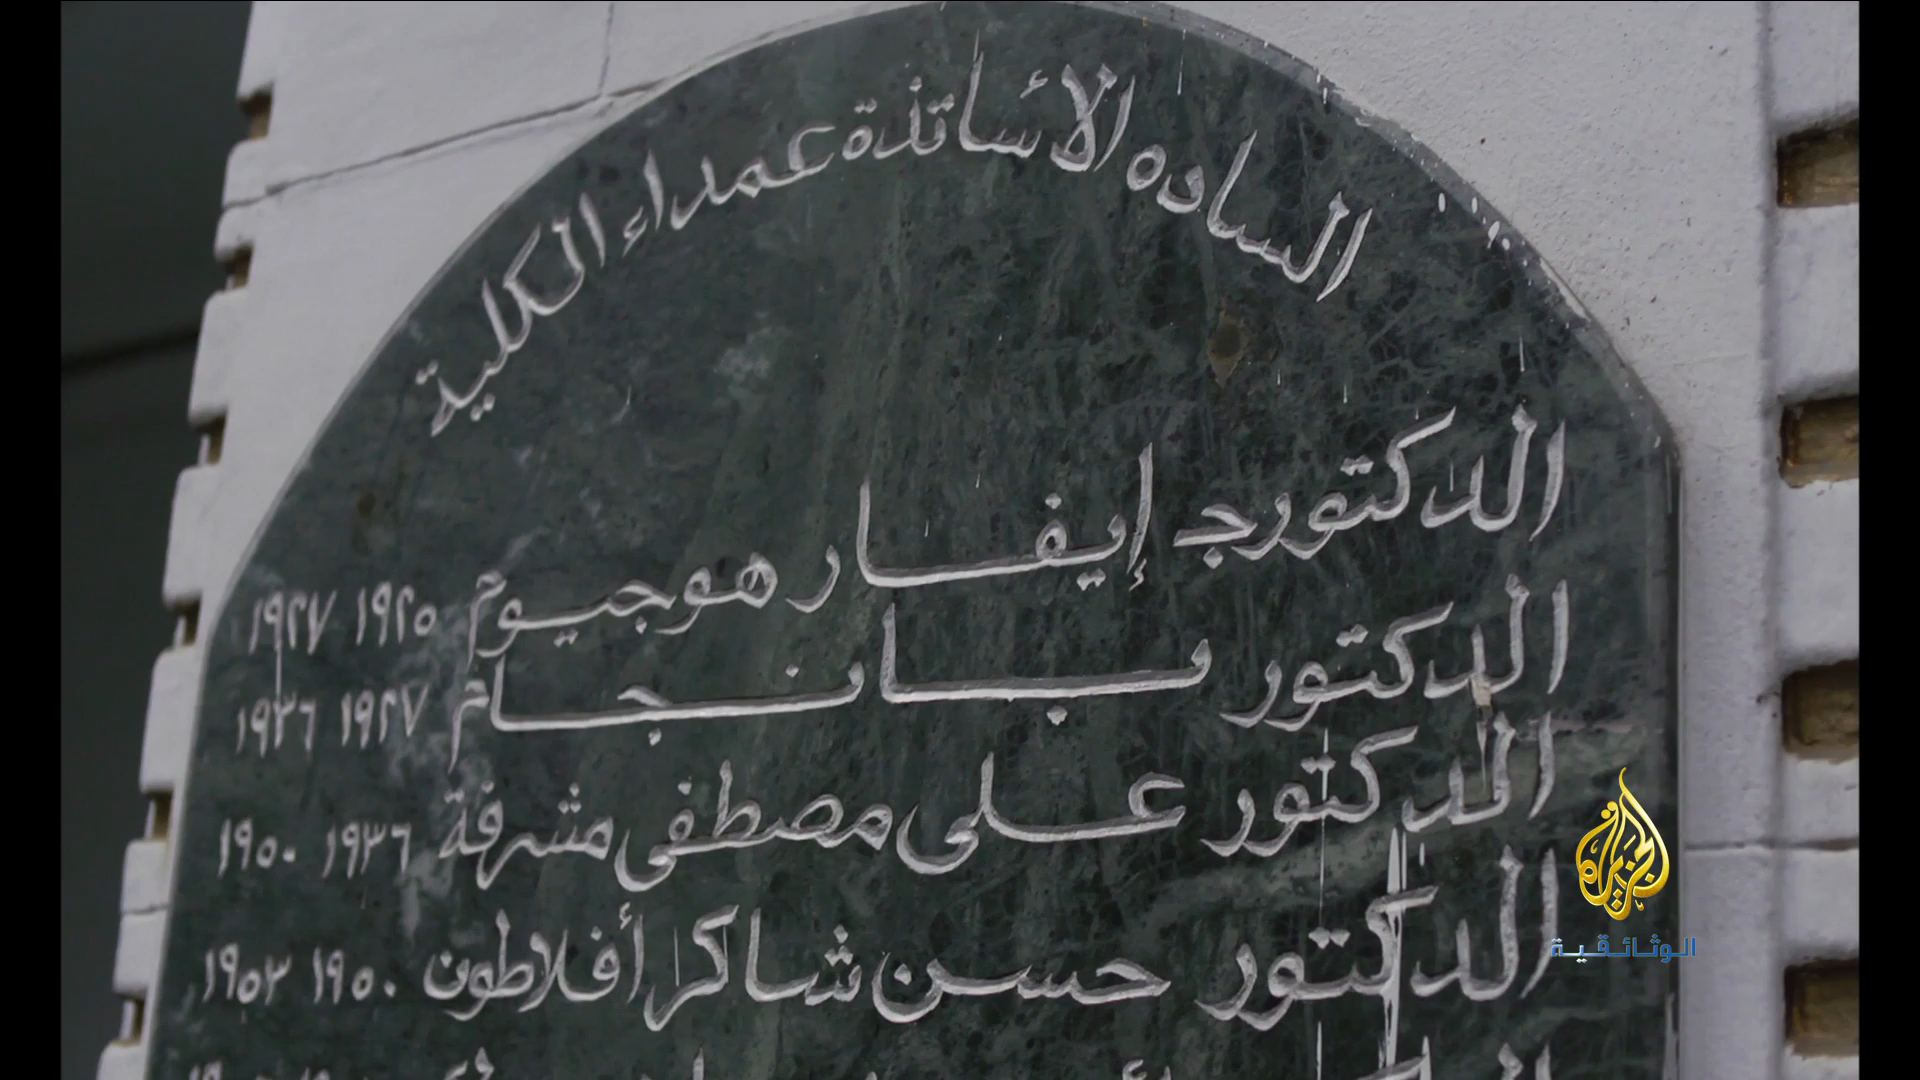 الساده الأساتذة عمداء الكلية
الدكتور ج إيفار هوجيوم ١٩٢٥ ١٩٢٧
الدكتور بانجام ١٩٢٧ ١٩٣٦
الدكتور على مصطفى مشرفة ١٩٣٦ ١٩٥٠
الدكتور حسن شاكر أفلاطون ١٩٥٠ ١٩٥٣
الجزيرة
الوثائقية